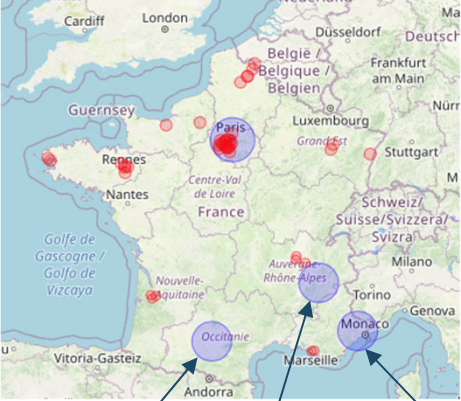 Cardiff
London
Düsseldorf
Deutsch
België /
Belgique /
Belgien
Frankfurt
am Main
Guernsey
Luxembourg
Nürr
Paris
Grand Est
Stuttgart
Rennes
Nantes
Centre-Val
de Loire
France
Schweiz/
Suisse/Svizzera/
Svizra
Golfe de
Gascogne /
Golfo de
Vizcaya
Nouvelle-
Aquitaine
Auvergne-
Rhône-Alpes
Milano
Torino
Genova
Monaco
Occitanie
Vitoria-Gasteiz
Marseille
Andorra